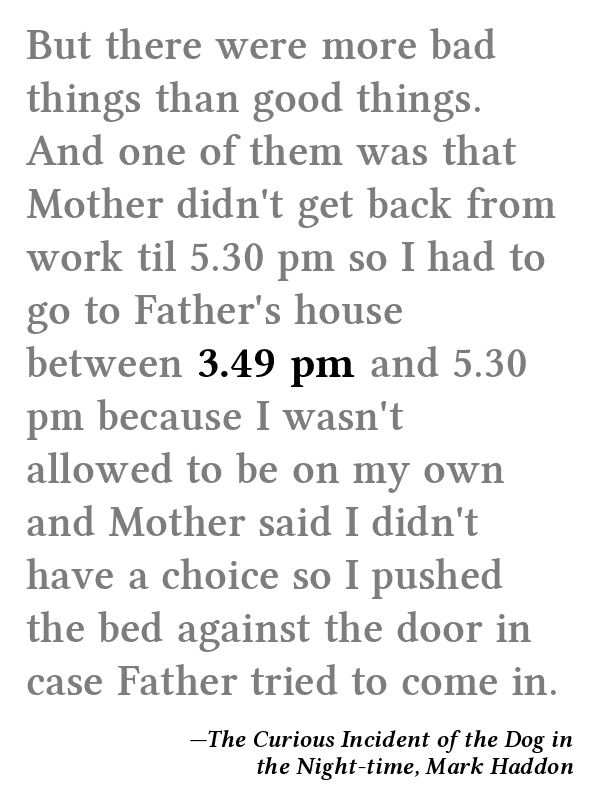 But there were more bad
things than good things.
And one of them was that
Mother didn't get back from
work til 5.30 pm so I had to
go to Father's house
between 3.49 pm and 5.30
pm because I wasn't
allowed to be on my own
and Mother said I didn't
have a choice so I pushed
the bed against the door in
case Father tried to come in.
—The Curious Incident of the Dog in
the Night-time, Mark Haddon